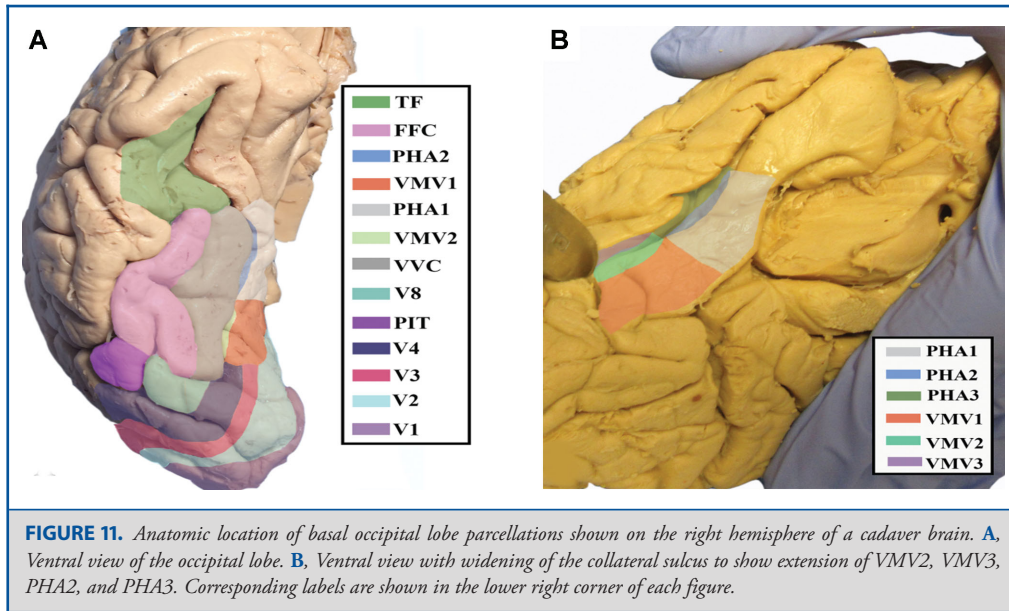 A
TF
FFC
PHA2
VMV1
PHA1
VMV2
VVC
V8
PIT
V4
V3
V2
V1
B
PHA1
PHA2
PHA3
VMV1
VMV2
VMV3
FIGURE 11. Anatomic location of basal occipital lobe parcellations shown on the right hemisphere of a cadaver brain. A,
Ventral view of the occipital lobe. B, Ventral view with widening of the collateral sulcus to show extension of VMV2, VMV3,
PHA2, and PHA3. Corresponding labels are shown in the lower right corner of each figure.